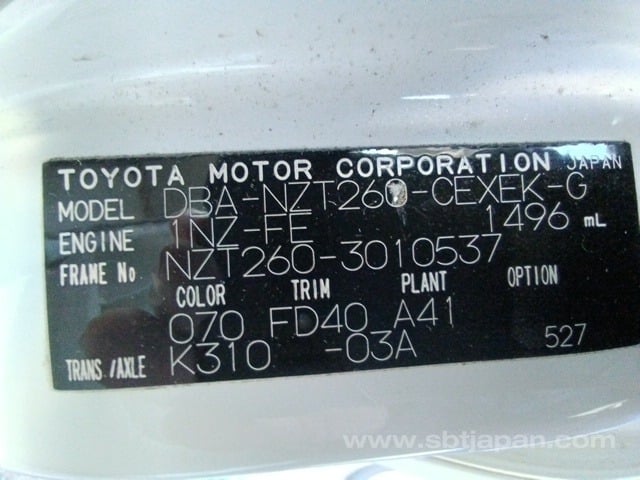 TOYOTA MOTOR CORPORATION JAPAN
MODEL DBA-NZT260-CEXEK-G
ENGINE 1NZ-FE 1496 mL
FRAME No NZT260-3010537
COLOR TRIM PLANT OPTION
070 FD40 A41
TRANS./AXLE K310 -03A 527
www.sbtjapan.com